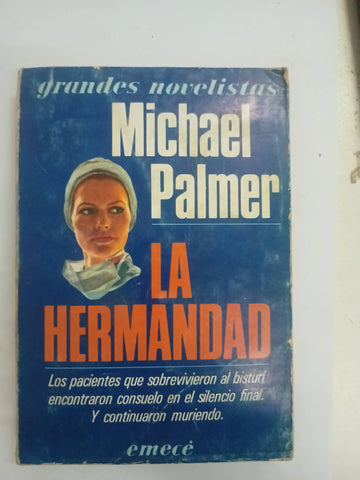 grandes novelistas
Michael
Palmer
LA
HERMANDAD
Los pacientes que sobrevivieron al bisturí
encontraron consuelo en el silencio final.
Y continuaron muriendo.
emecé